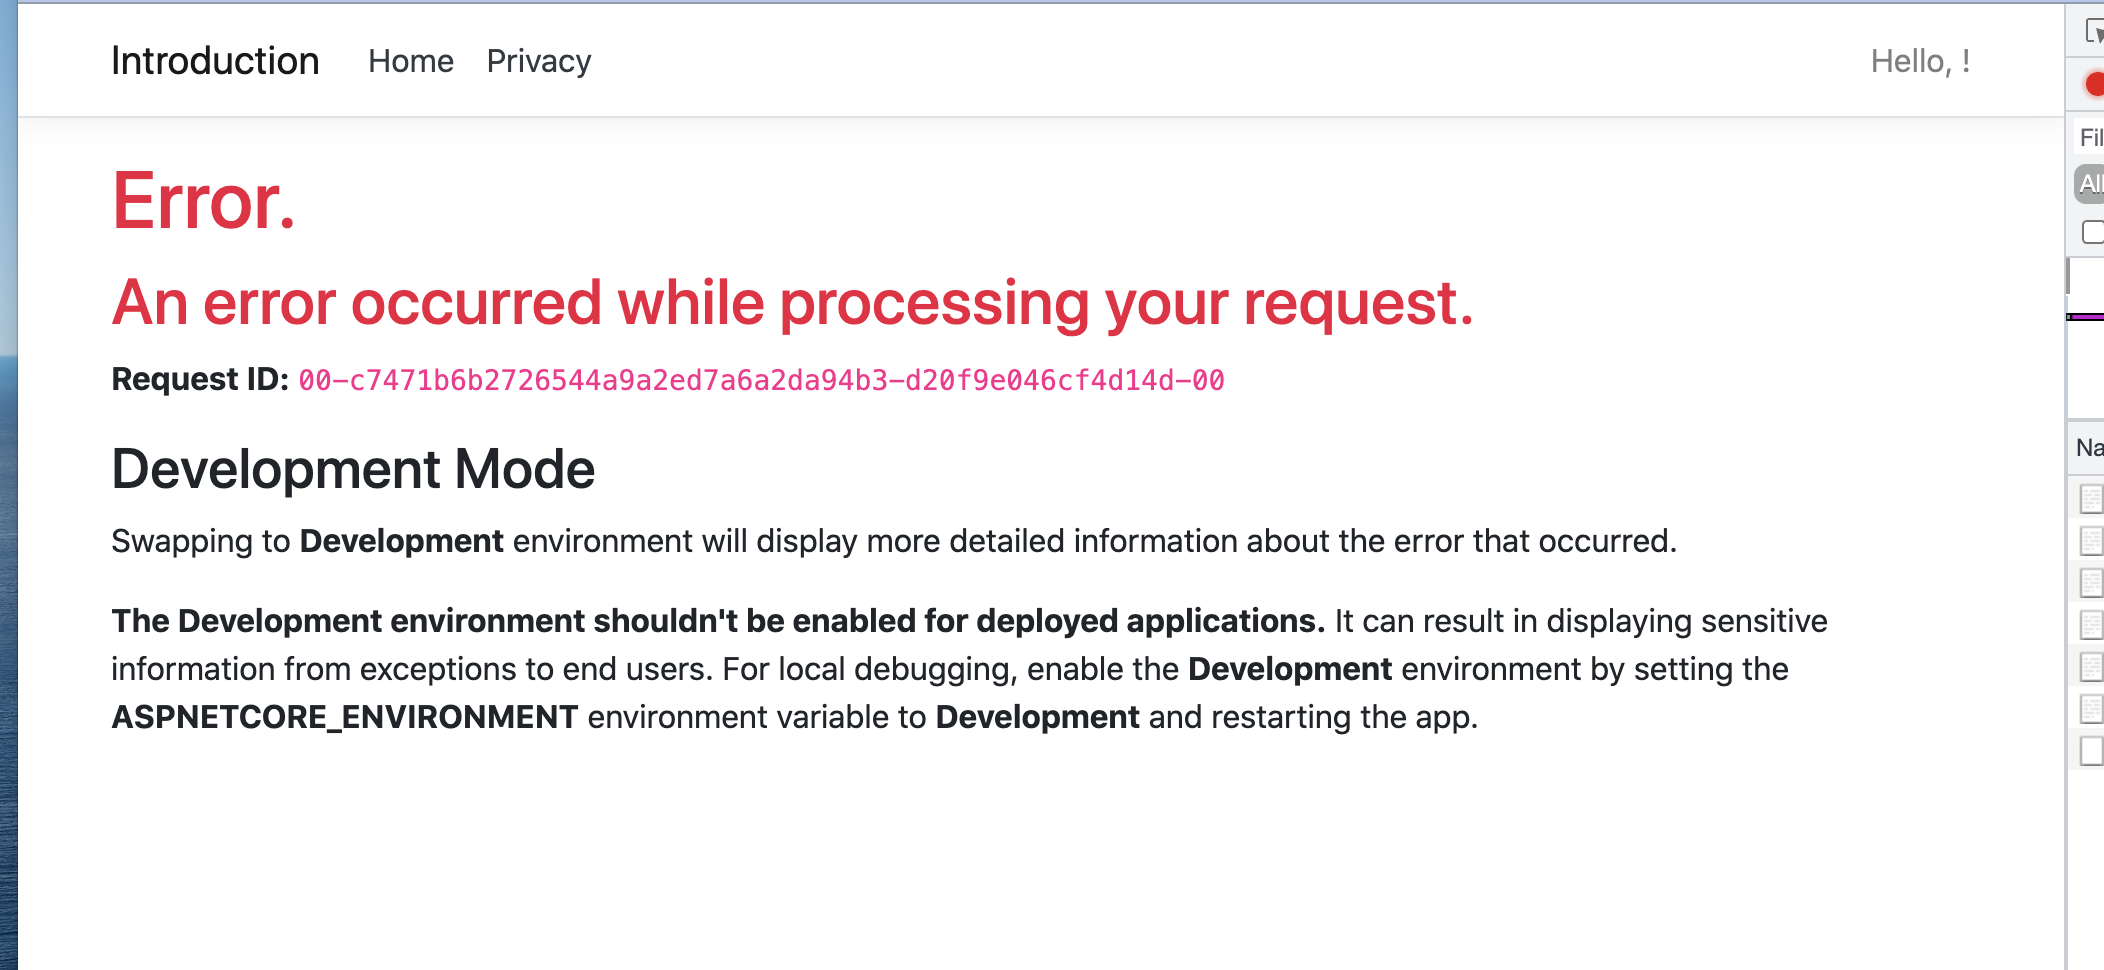 Introduction Home Privacy Hello, !
Error.
An error occurred while processing your request.
Request ID: 00-c7471b6b2726544a9a2ed7a6a2da94b3-d20f9e046cf4d14d-00
Development Mode
Swapping to Development environment will display more detailed information about the error that occurred.
The Development environment shouldn't be enabled for deployed applications. It can result in displaying sensitive
information from exceptions to end users. For local debugging, enable the Development environment by setting the
ASPNETCORE_ENVIRONMENT environment variable to Development and restarting the app.
Fil
All
Na